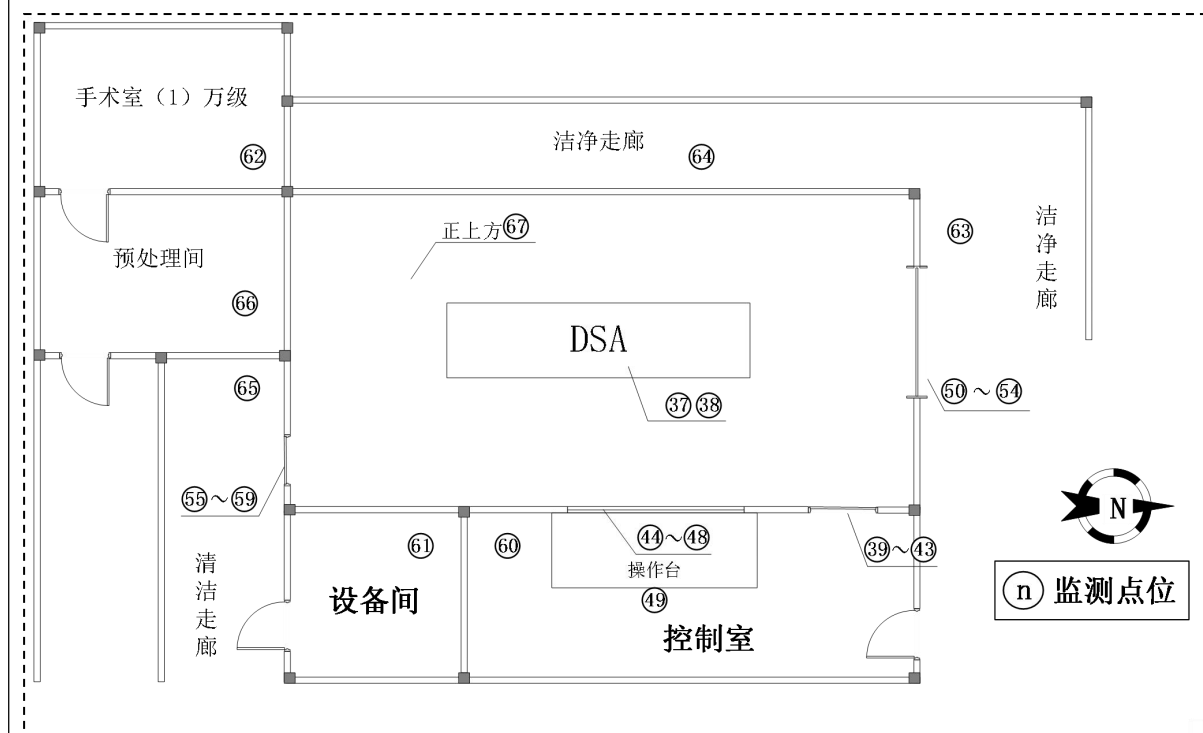 手术室（1）万级
洁净走廊
62
64
洁净走廊
正上方67
63
预处理间
66
DSA
65
37 38
50～54
55～59
N
61
60
44～48
39～43
操作台
清洁走廊
设备间
49
n 监测点位
控制室